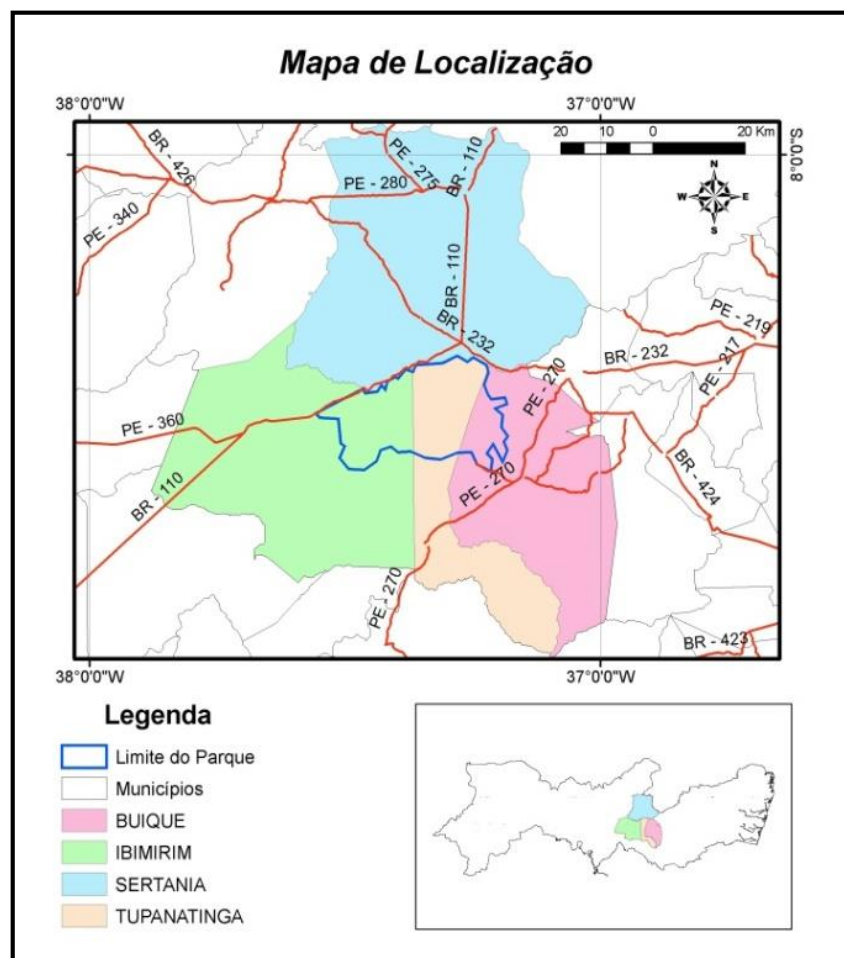 Mapa de Localização
38°0'0"W
37°0'0"W
20 10 0 20 Km
8°0'0"S
N
W E
S
BR - 426
PE - 275
BR - 110
PE - 280
PE - 340
BR - 110
BR - 232
PE - 219
PE - 217
BR - 232
PE - 270
PE - 360
BR - 110
PE - 270
BR - 424
PE - 270
BR - 423
38°0'0"W
37°0'0"W
Legenda
Limite do Parque
Municípios
BUIQUE
IBIMIRIM
SERTANIA
TUPANATINGA